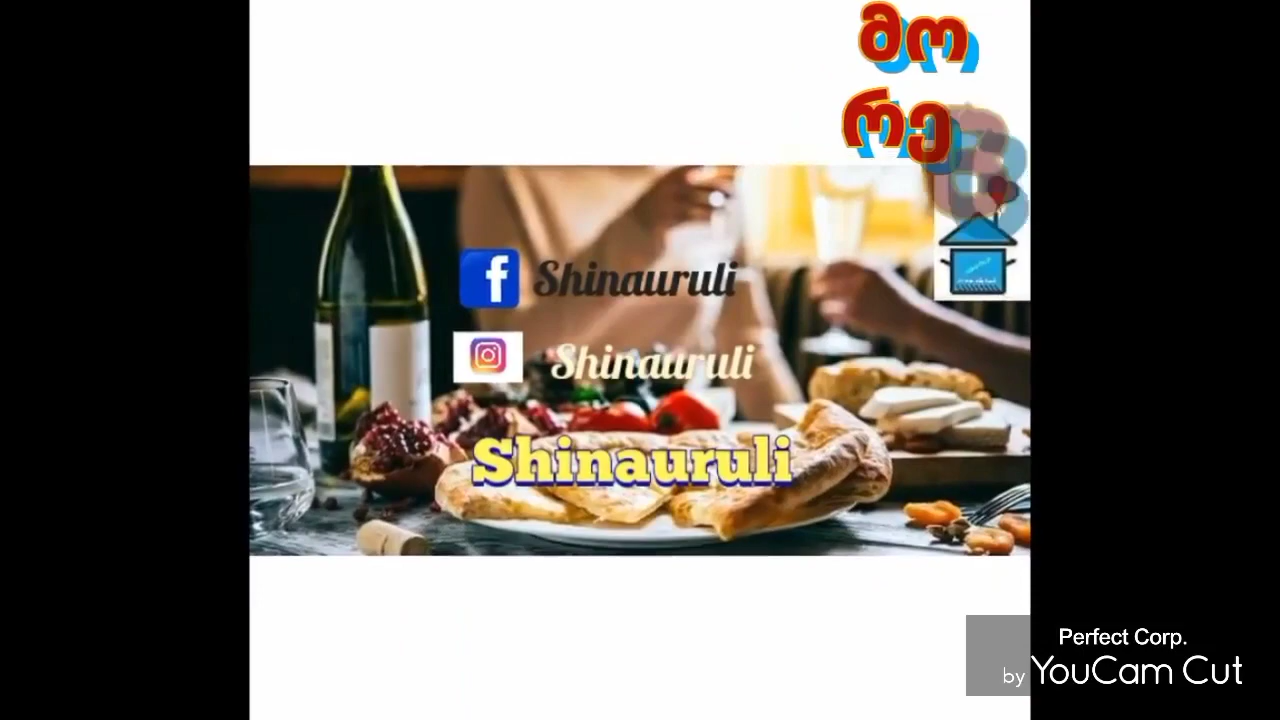 მო
რე
Shinauruli
Shinauruli
Shinauruli
Perfect Corp.
by YouCam Cut